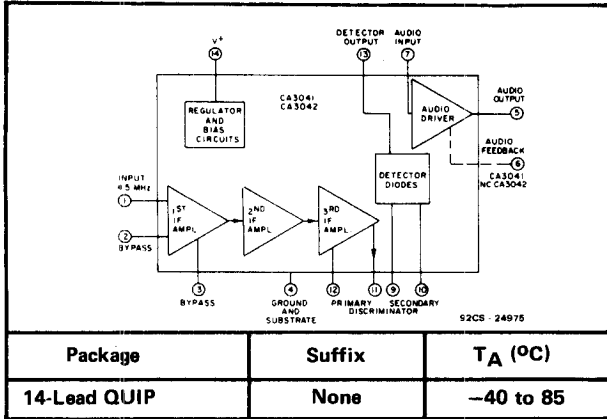 V+
14
DETECTOR OUTPUT
13
AUDIO INPUT
7
CA3041
CA3042
REGULATOR
AND
BIAS
CIRCUITS
AUDIO
DRIVER
AUDIO
OUTPUT
5
AUDIO
FEEDBACK
6
CA3041
NC CA3042
DETECTOR
DIODES
INPUT
4.5 MHz
1
2
BYPASS
1ST
IF
AMPL
2ND
IF
AMPL
3RD
IF
AMPL
3
BYPASS
4
GROUND
AND
SUBSTRATE
12
11
9
10
PRIMARY SECONDARY
DISCRIMINATOR
92CS - 24975
Package Suffix TA (°C)
14-Lead QUIP None −40 to 85